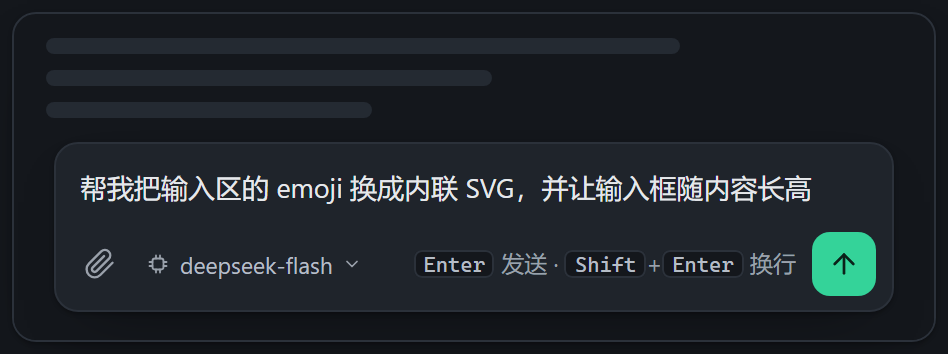 帮我把输入区的 emoji 换成内联 SVG，并让输入框随内容长高
deepseek-flash Enter 发送 · Shift+Enter 换行